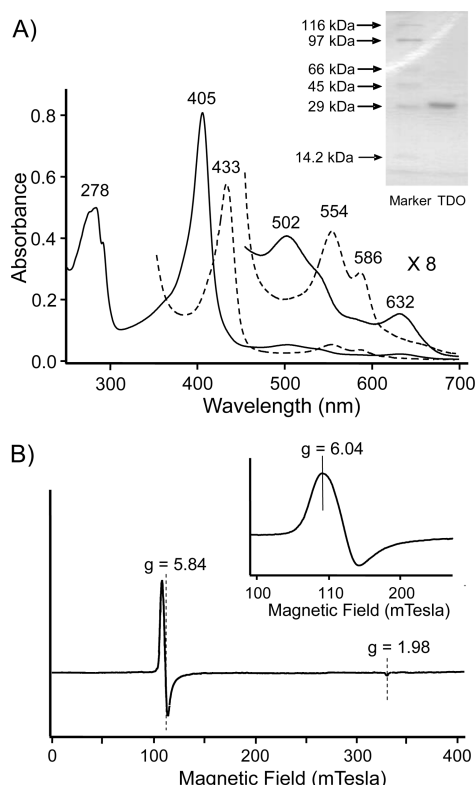 A)
116 kDa
97 kDa
66 kDa
45 kDa
29 kDa
14.2 kDa
Marker TDO
405
433
278
502
554
586
X 8
632
Absorbance
0.8
0.6
0.4
0.2
0.0
300 400 500 600 700
Wavelength (nm)
B)
g = 6.04
100 110 200
Magnetic Field (mTesla)
g = 5.84
g = 1.98
0 100 200 300 400
Magnetic Field (mTesla)